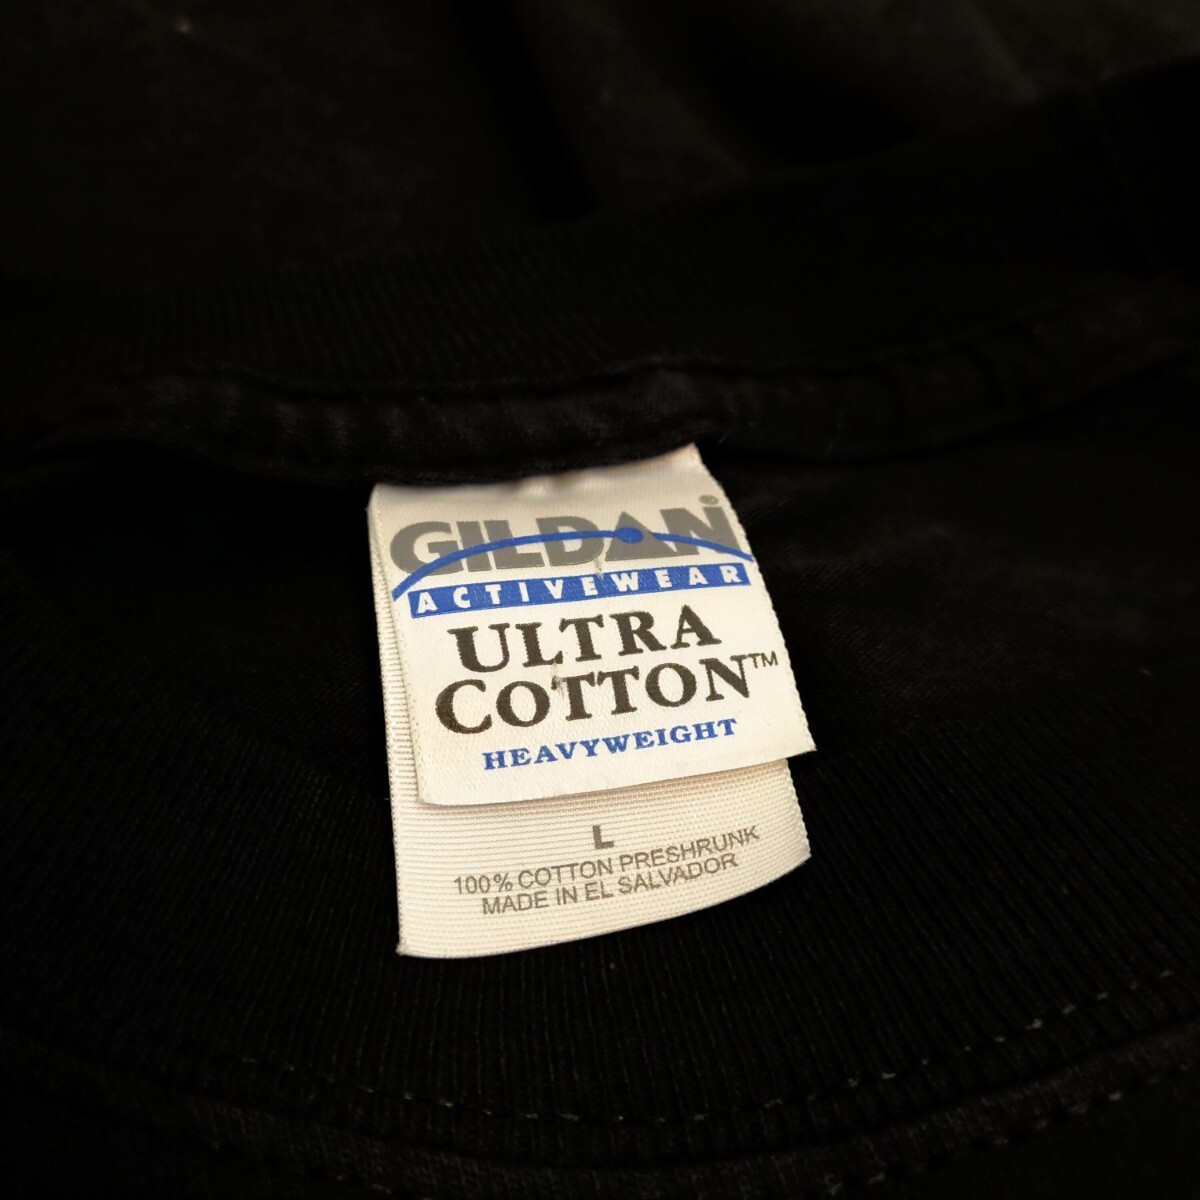 GILDAN®
ACTIVEWEAR
ULTRA
COTTON™
HEAVYWEIGHT
L
100% COTTON PRESHRUNK
MADE IN EL SALVADOR